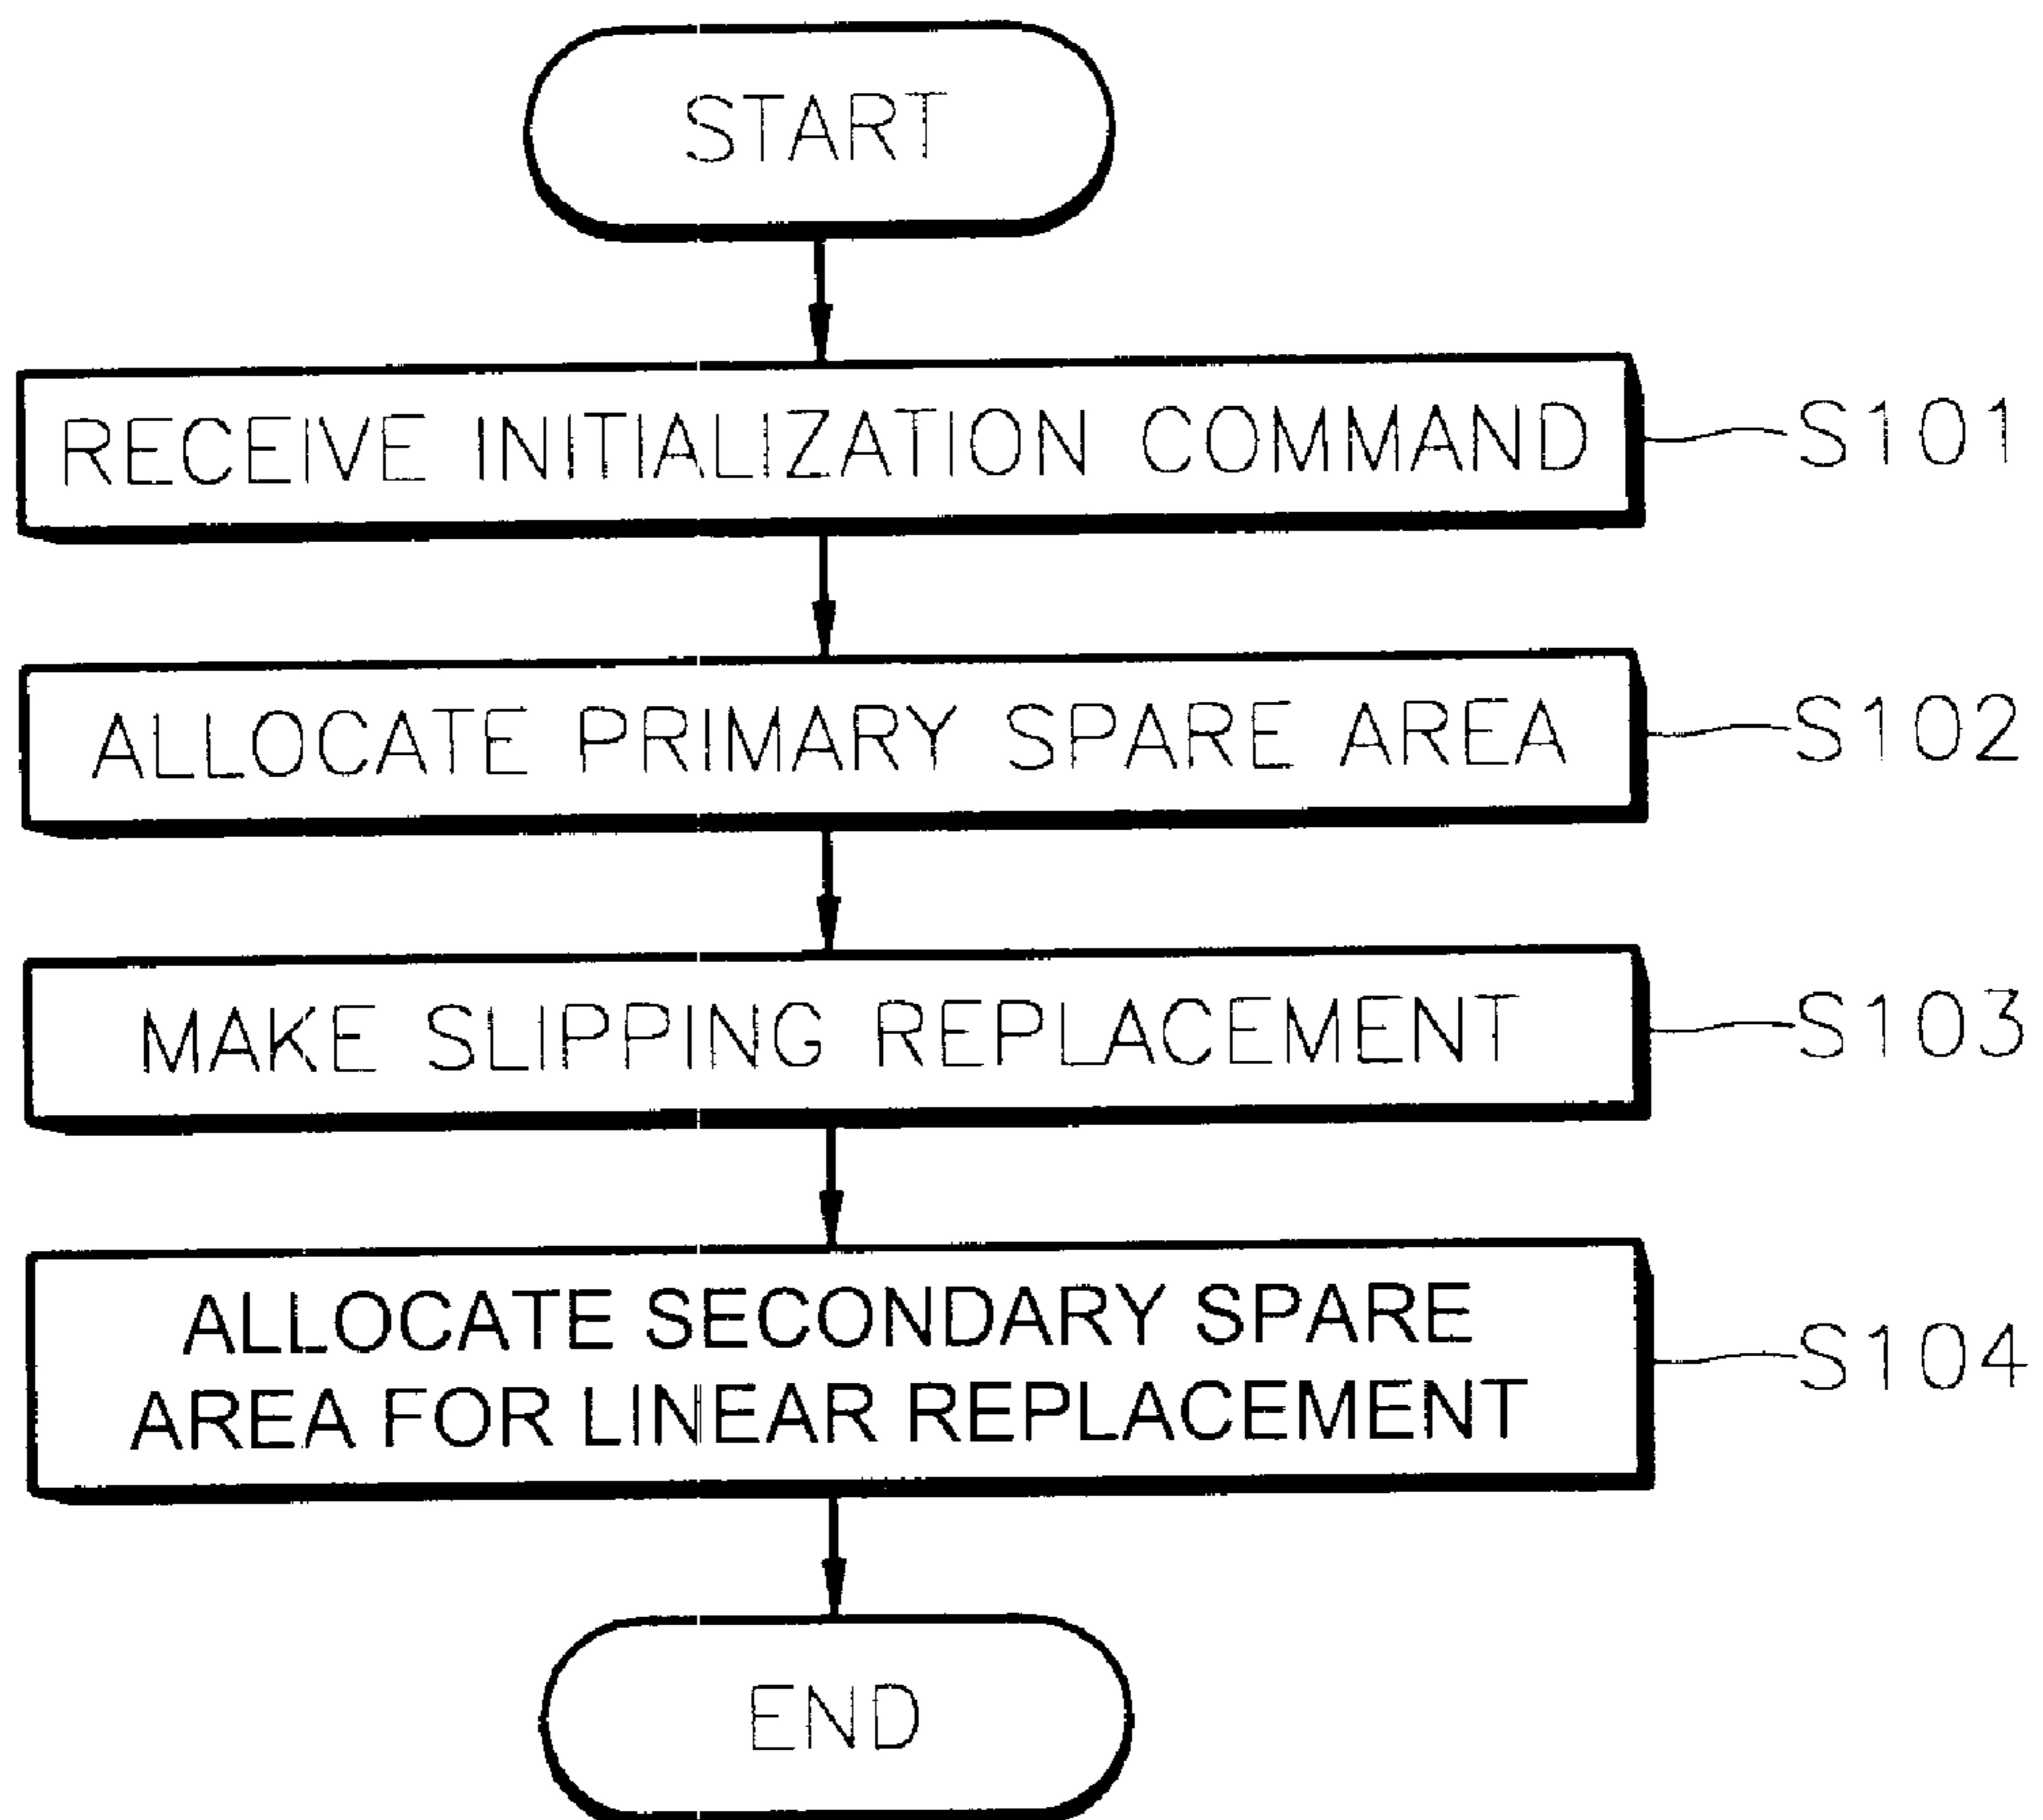 START
RECEIVE INITIALIZATION COMMAND
S101
ALLOCATE PRIMARY SPARE AREA
S102
MAKE SLIPPING REPLACEMENT
S103
ALLOCATE SECONDARY SPARE
AREA FOR LINEAR REPLACEMENT
S104
END